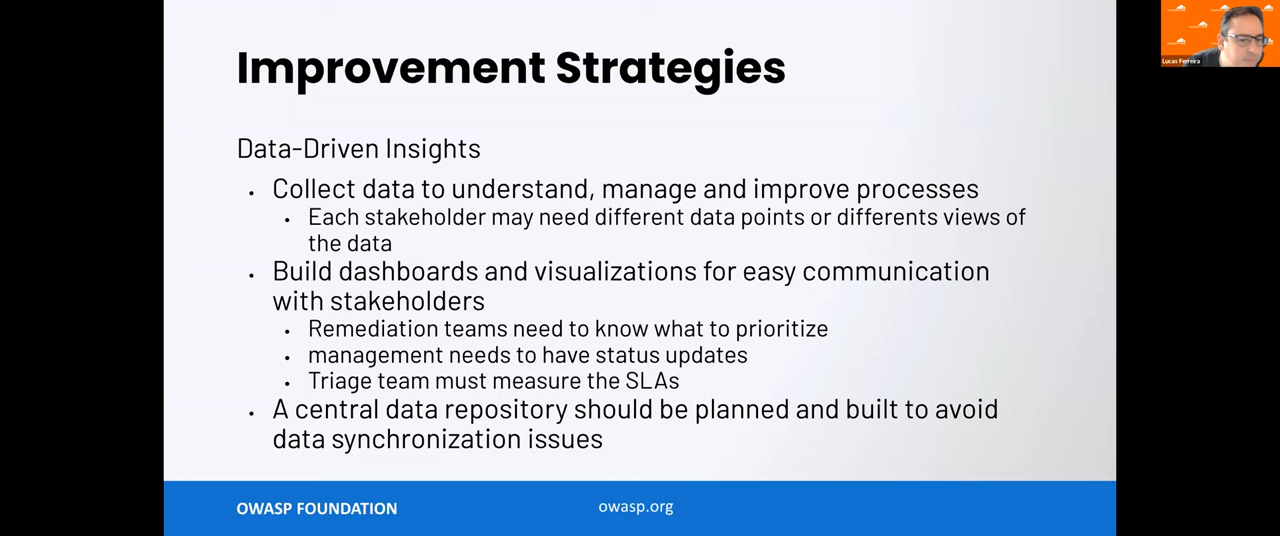 Improvement Strategies
Lucas Ferreira
Data-Driven Insights
• Collect data to understand, manage and improve processes
• Each stakeholder may need different data points or differents views of
the data
• Build dashboards and visualizations for easy communication
with stakeholders
• Remediation teams need to know what to prioritize
• management needs to have status updates
• Triage team must measure the SLAs
• A central data repository should be planned and built to avoid
data synchronization issues
OWASP FOUNDATION
owasp.org